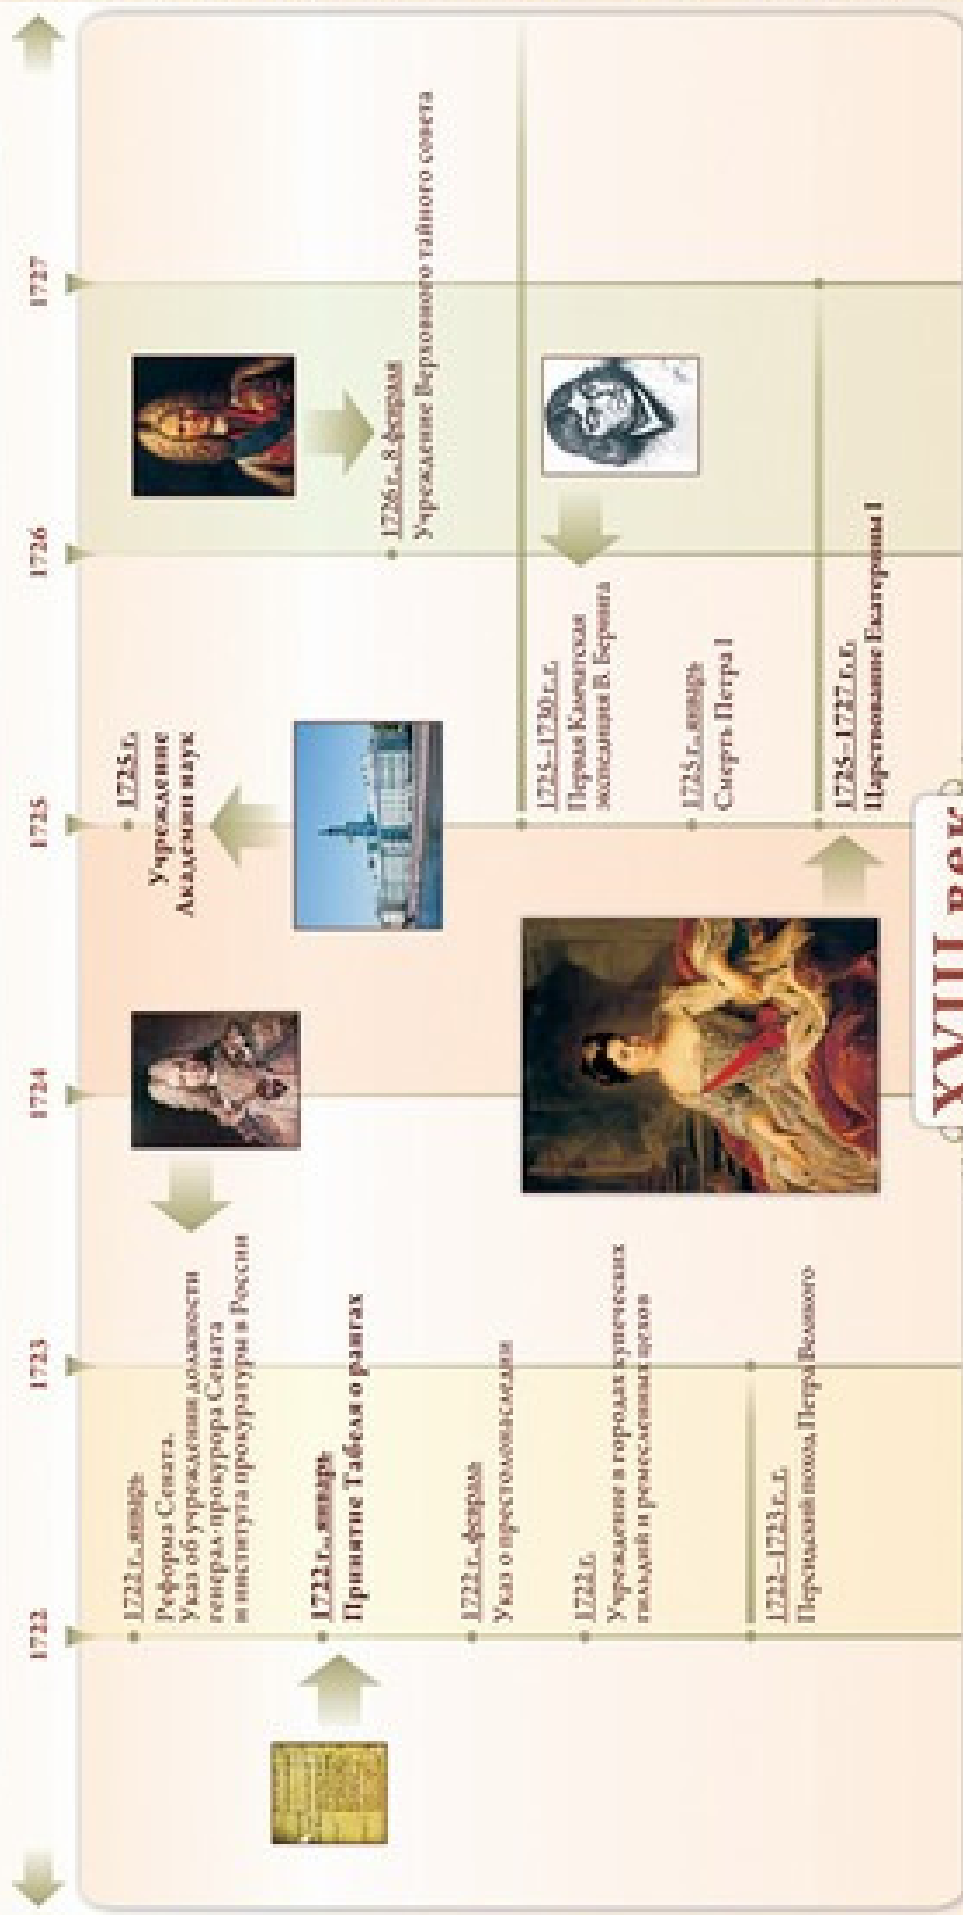 1722
1723
1724
1725
1726
1727
1722 г., январь
Реформа Сената.
Указ об учреждении должности
генерал-прокурора Сената
и института прокуратуры в России
1722 г., январь
Принятие Табеля о рангах
1722 г., февраль
Указ о престолонаследии
1722 г.
Учреждение в городах купеческих
гильдий и ремесленных цехов
1722–1723 г. г.
Персидский поход Петра Великого
1725 г.
Учреждение
Академии наук
1725–1730 г. г.
Первая Камчатская
экспедиция В. Беринга
1725 г., январь
Смерть Петра I
1725–1727 г. г.
Царствование Екатерины I
1726 г., 8 февраля
Учреждение Верховного тайного совета
XVIII век